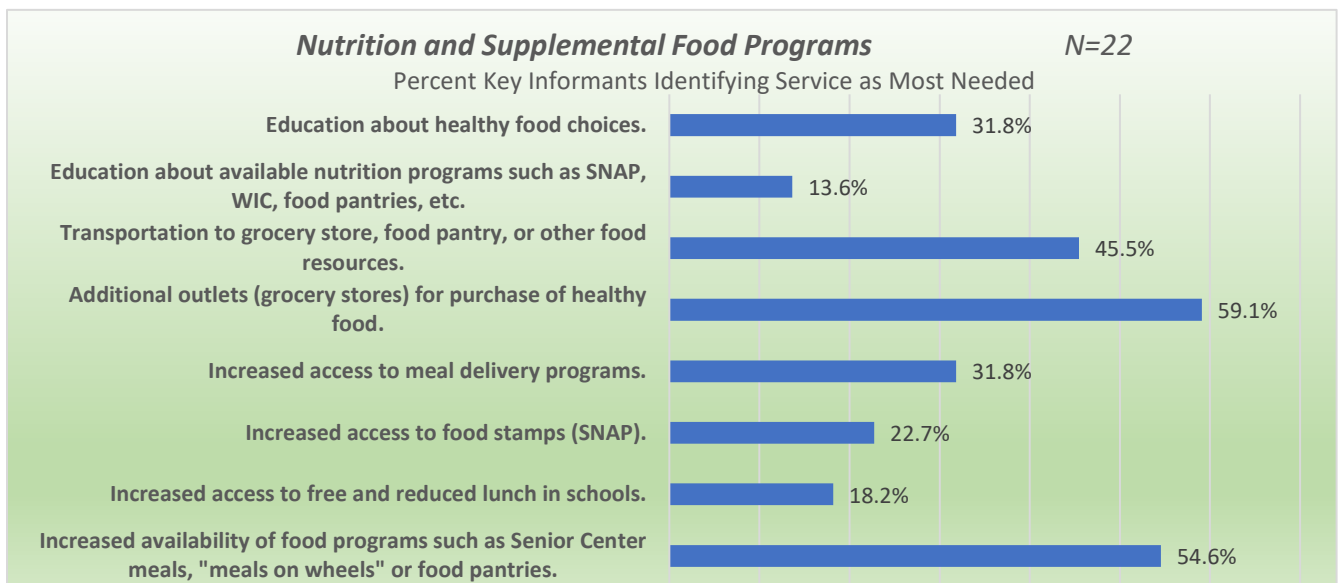 Nutrition and Supplemental Food Programs N=22
Percent Key Informants Identifying Service as Most Needed
Education about healthy food choices. 31.8%
Education about available nutrition programs such as SNAP,
WIC, food pantries, etc. 13.6%
Transportation to grocery store, food pantry, or other food
resources. 45.5%
Additional outlets (grocery stores) for purchase of healthy
food. 59.1%
Increased access to meal delivery programs. 31.8%
Increased access to food stamps (SNAP). 22.7%
Increased access to free and reduced lunch in schools. 18.2%
Increased availability of food programs such as Senior Center
meals, "meals on wheels" or food pantries. 54.6%